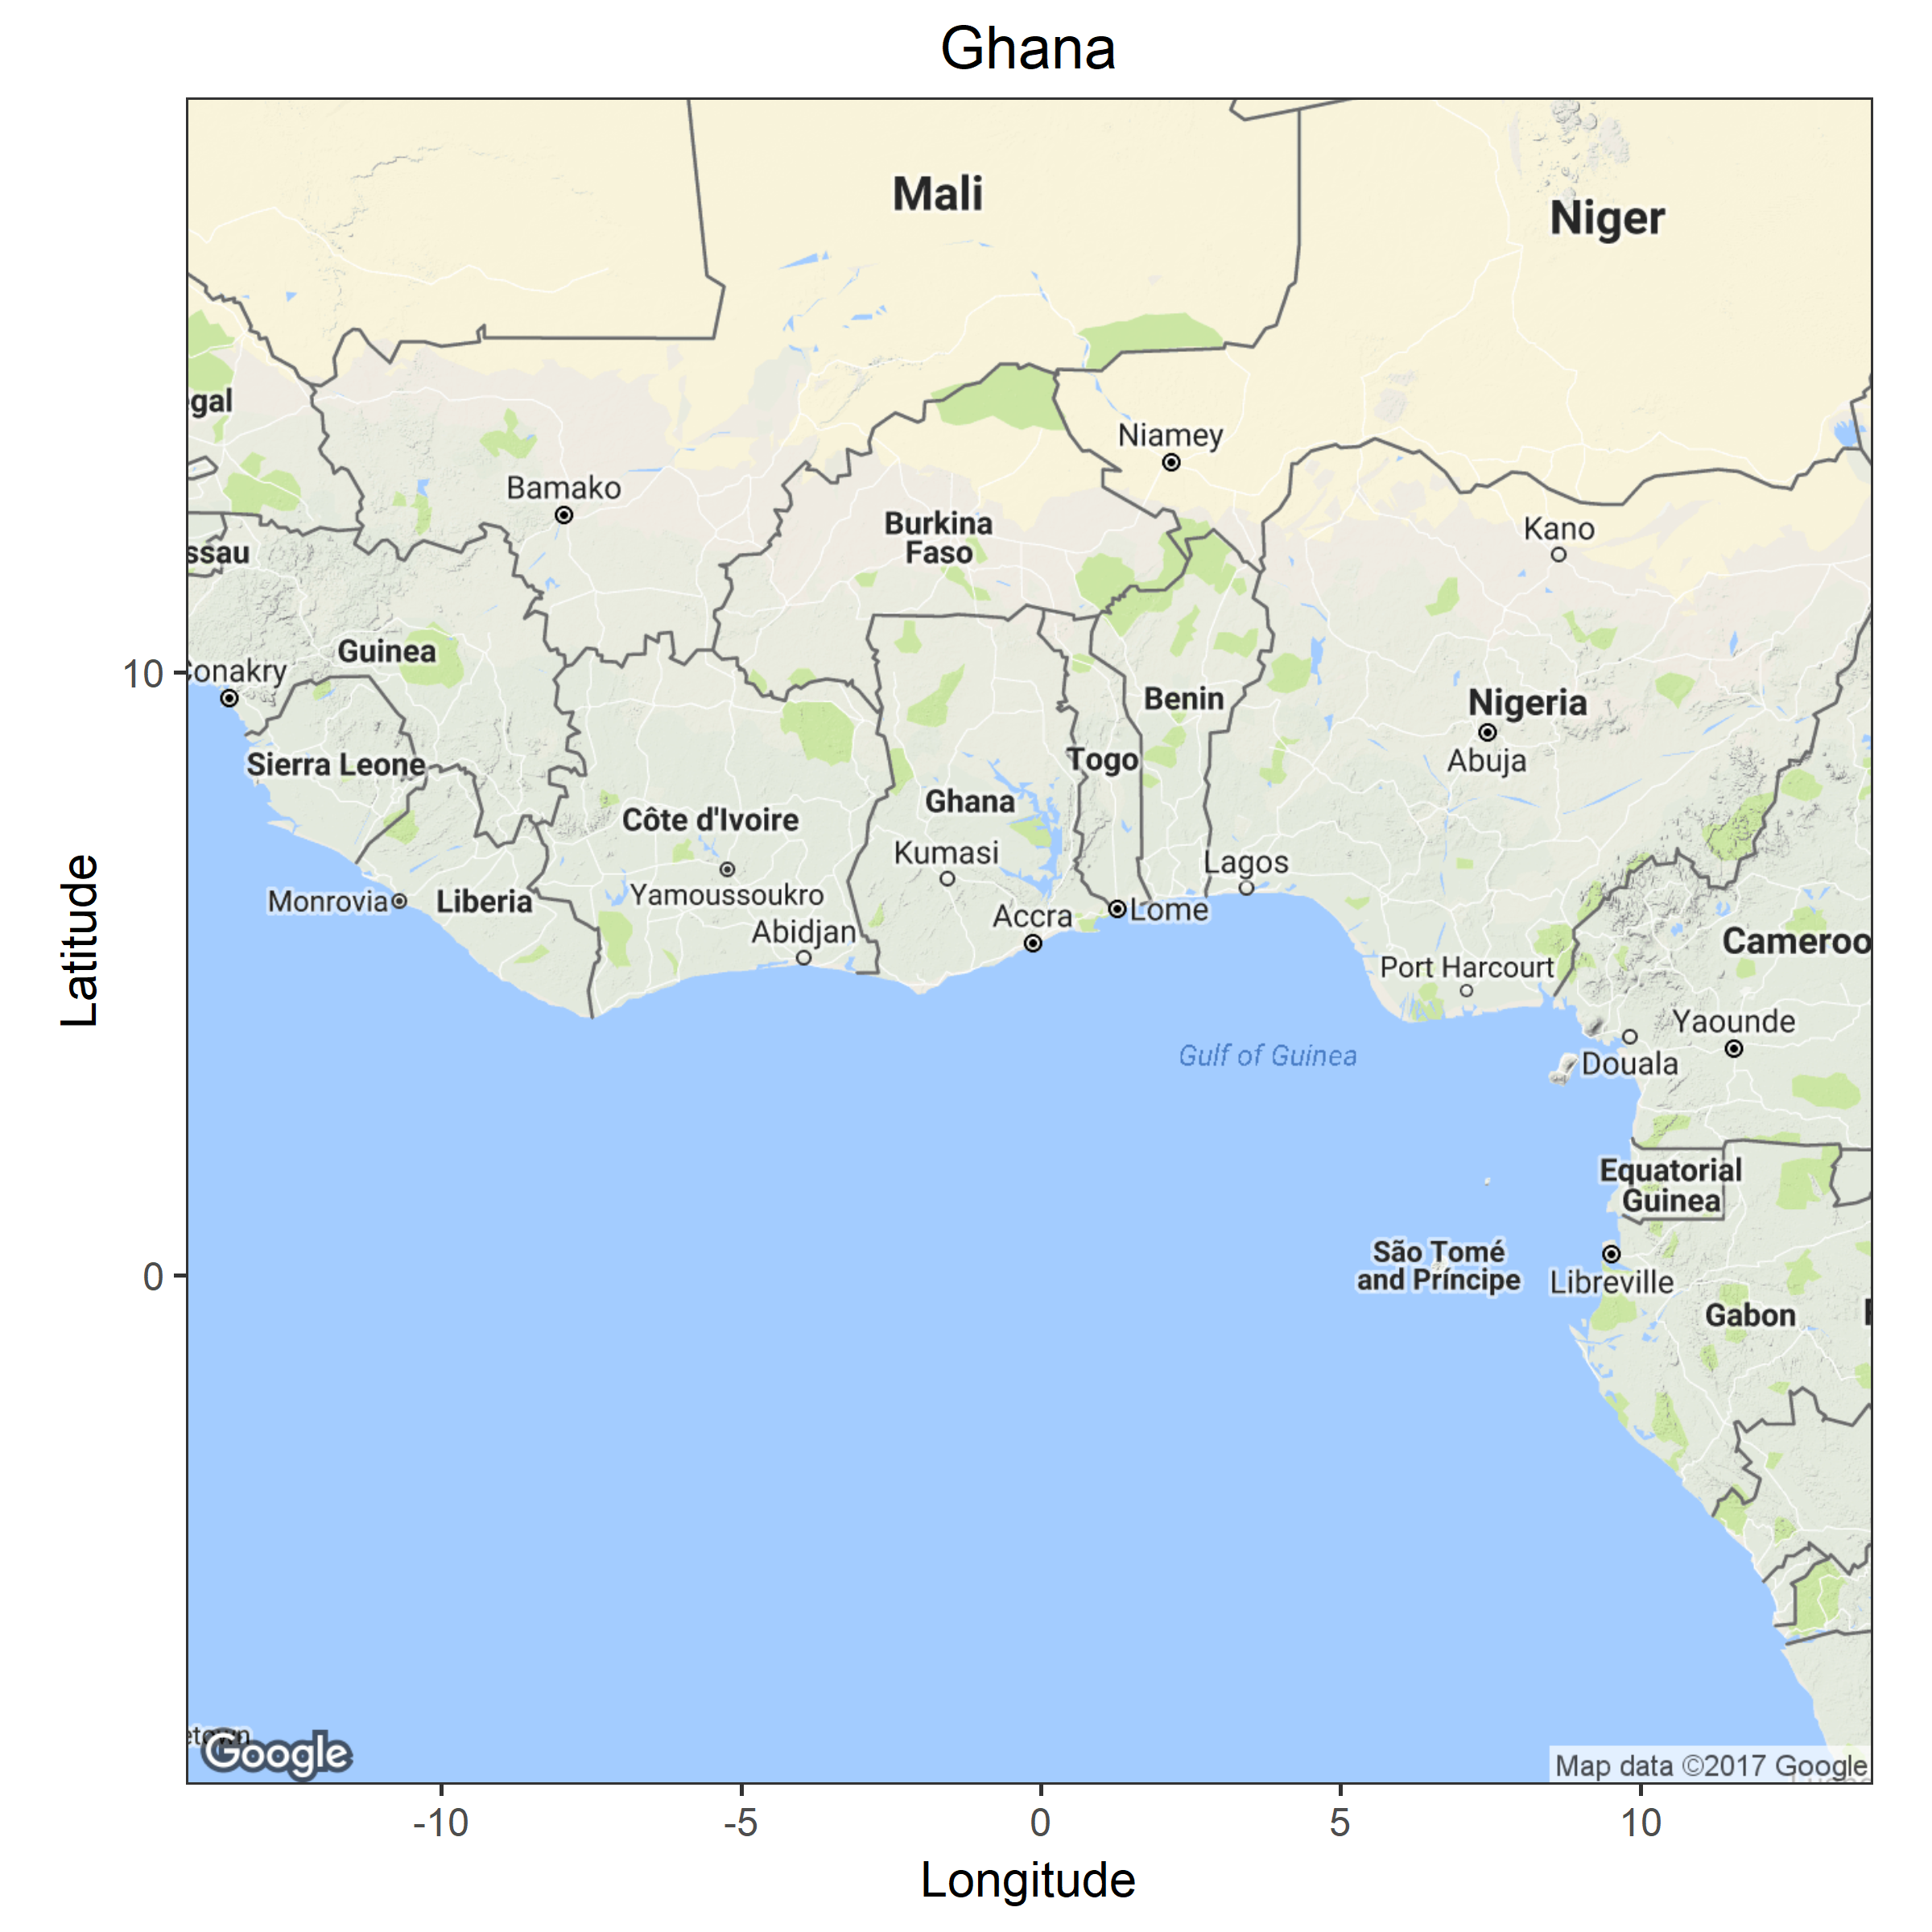 Ghana
Mali
Niger
egal
Niamey
Bamako
Burkina
Faso
Kano
ssau
Guinea
10
Conakry
Benin
Nigeria
Abuja
Togo
Sierra Leone
Ghana
Côte d'Ivoire
Kumasi
Lagos
Yamoussoukro
Monrovia
Liberia
Accra
Lome
Abidjan
Cameroo
Port Harcourt
Latitude
Yaounde
Gulf of Guinea
Douala
Equatorial
Guinea
São Tomé
and Príncipe
0
Libreville
Gabon
etown
Google
Map data ©2017 Google
-10
-5
0
5
10
Longitude